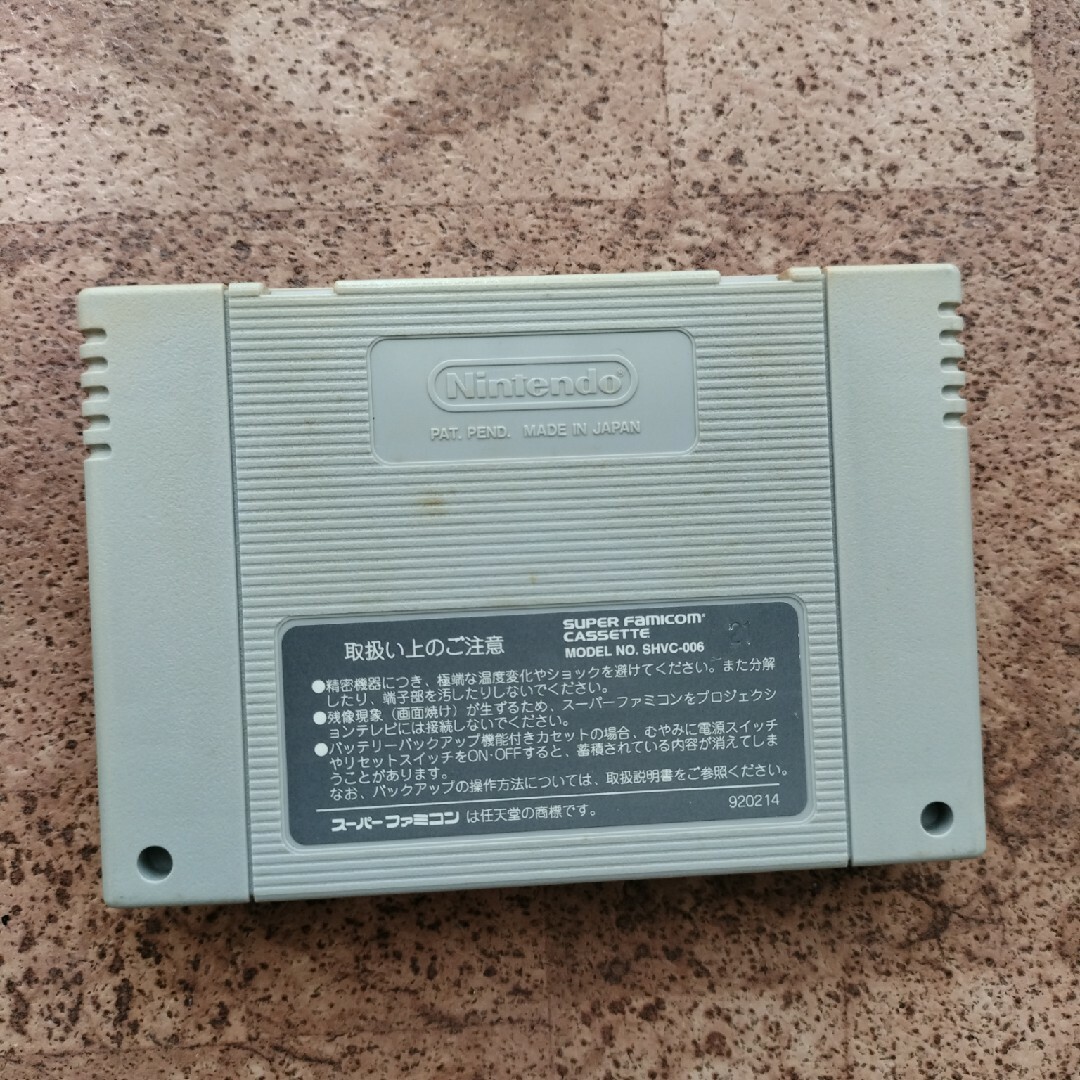 Nintendo®
PAT. PEND. MADE IN JAPAN
取扱い上のご注意
SUPER FAMICOM®
CASSETTE
MODEL NO. SHVC-006
21
●精密機器につき、極端な温度変化やショックを避けてください。また分解
したり、端子部を汚したりしないでください。
●残像現象（画面焼け）が生ずるため、スーパーファミコンをプロジェクシ
ョンテレビには接続しないでください。
●バッテリーバックアップ機能付きカセットの場合、むやみに電源スイッチ
やリセットスイッチをON・OFFすると、蓄積されている内容が消えてしま
うことがあります。
なお、バックアップの操作方法については、取扱説明書をご参照ください。
スーパーファミコン は任天堂の商標です。
920214